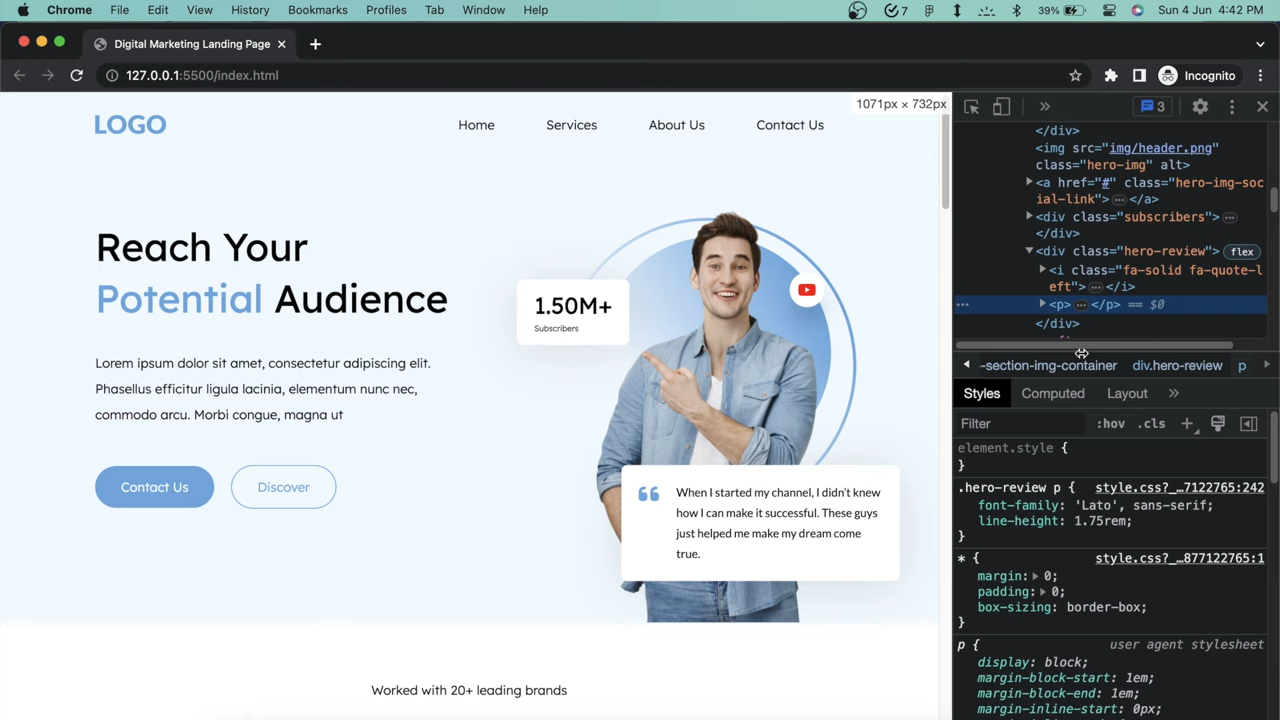 Chrome File Edit View History Bookmarks Profiles Tab Window Help 7 39% Sun 4 Jun 4:42 PM
Digital Marketing Landing Page
127.0.0.1:5500/index.html Incognito
1071px × 732px
LOGO Home Services About Us Contact Us
Reach Your
Potential Audience
Lorem ipsum dolor sit amet, consectetur adipiscing elit.
Phasellus efficitur ligula lacinia, elementum nunc nec,
commodo arcu. Morbi congue, magna ut
Contact Us Discover
1.50M+
Subscribers
When I started my channel, I didn't knew
how I can make it successful. These guys
just helped me make my dream come
true.
Worked with 20+ leading brands
3
</div>
<img src="img/header.png"
class="hero-img" alt>
<a href="#" class="hero-img-soc
ial-link">…</a>
<div class="subscribers">…
</div>
<div class="hero-review"> flex
<i class="fa-solid fa-quote-l
eft">…</i>
… <p>…</p> == $0
</div>
-section-img-container div.hero-review p
Styles Computed Layout »
Filter :hov .cls +
element.style {
}
.hero-review p { style.css?_…7122765:242
font-family: 'Lato', sans-serif;
line-height: 1.75rem;
}
* { style.css?_…877122765:1
margin: 0;
padding: 0;
box-sizing: border-box;
}
p { user agent stylesheet
display: block;
margin-block-start: 1em;
margin-block-end: 1em;
margin-inline-start: 0px;